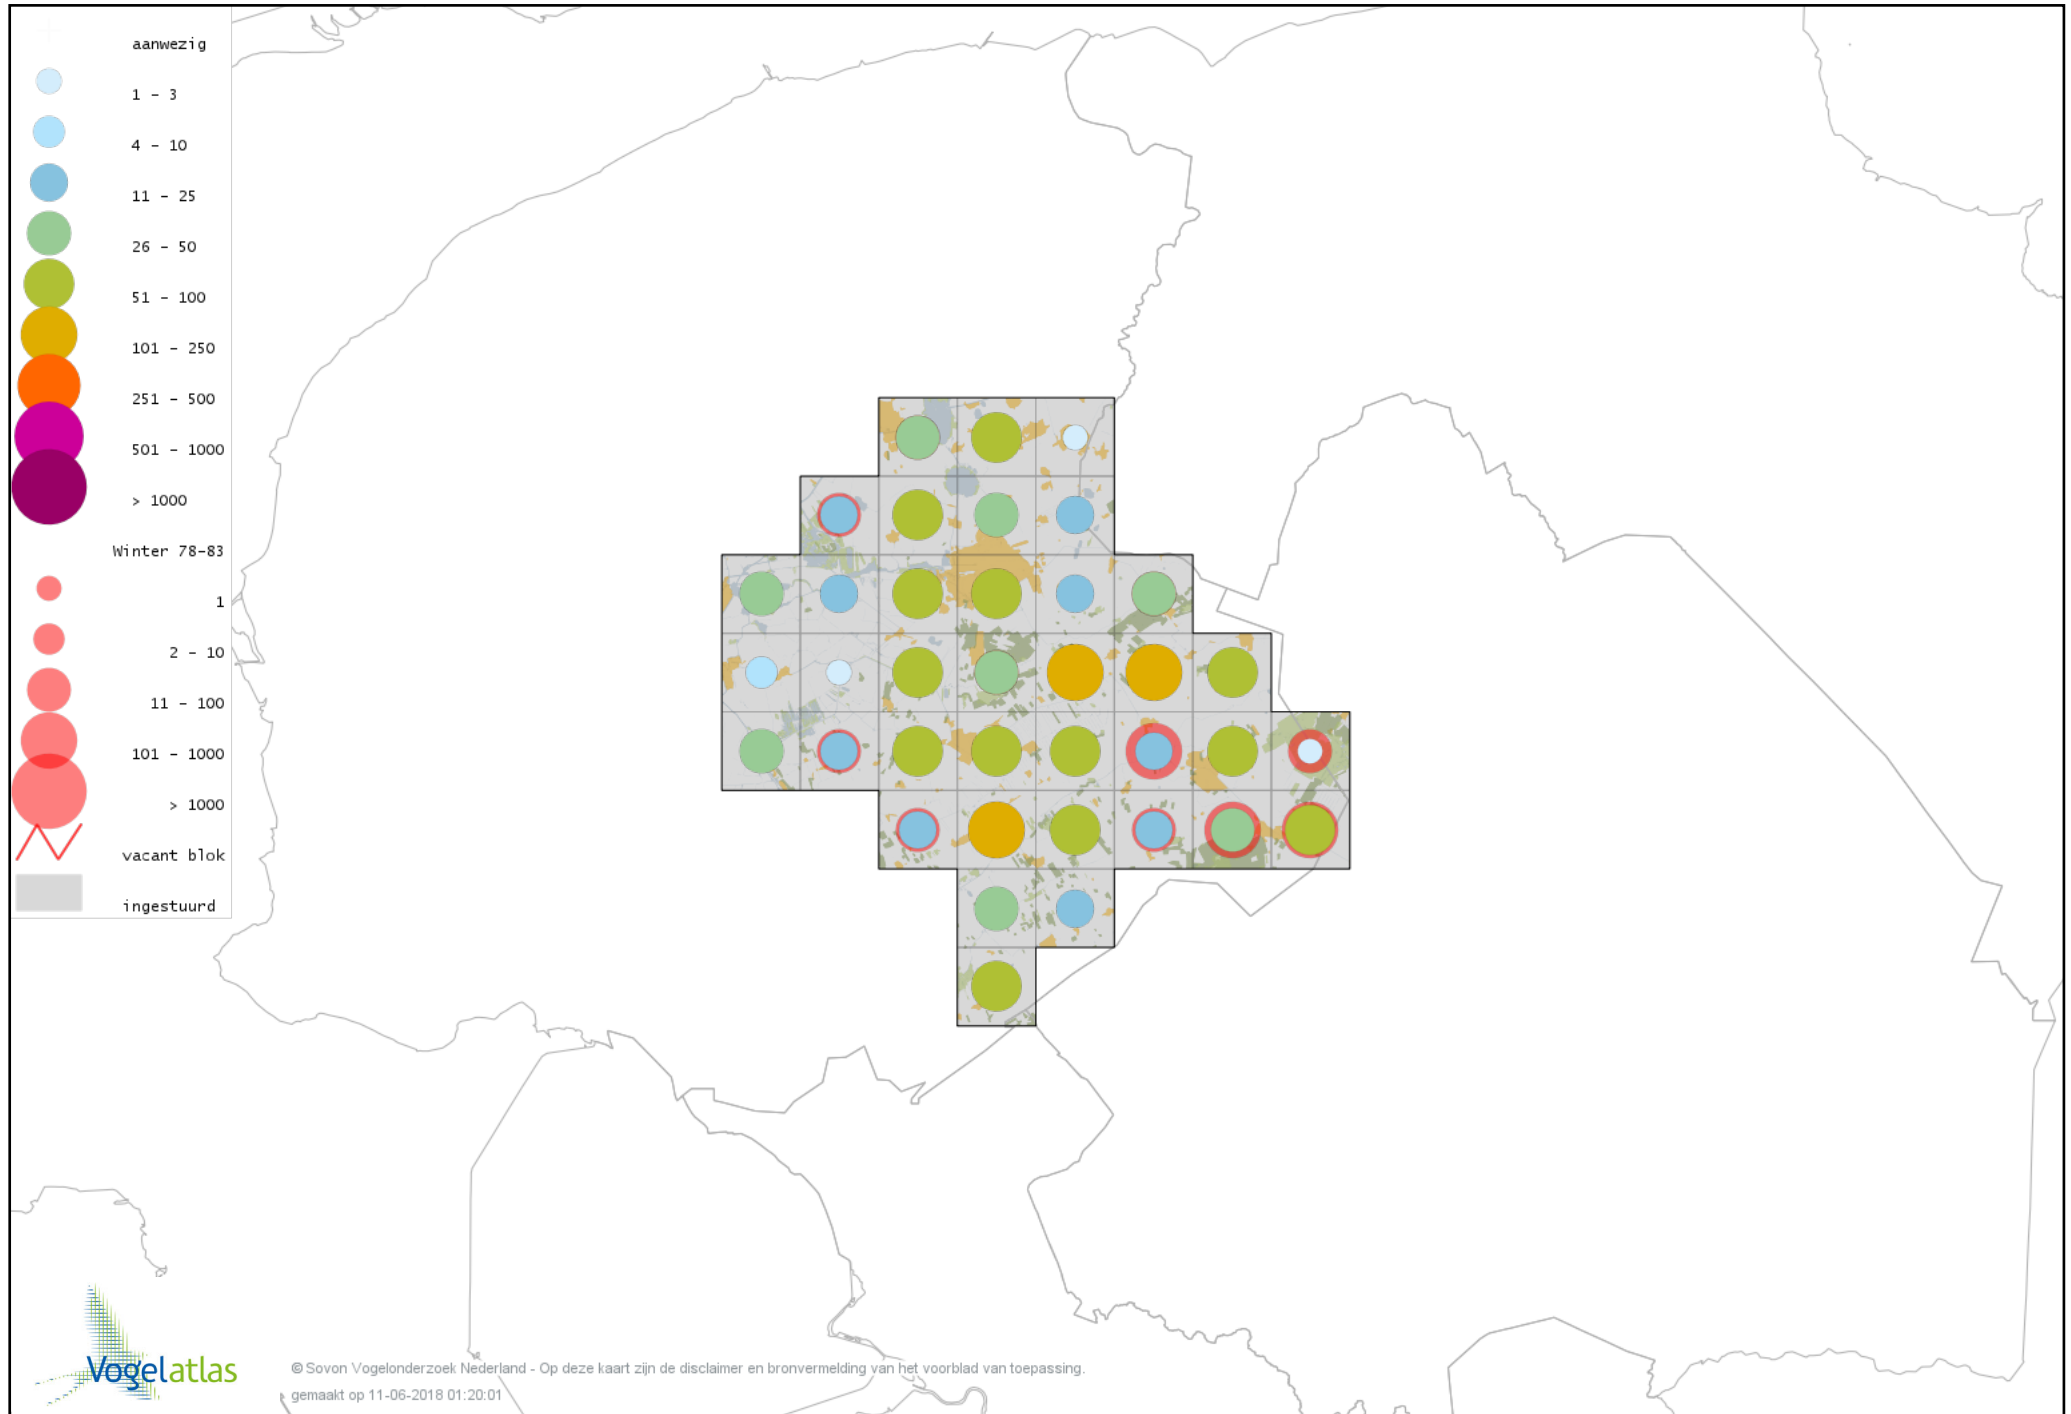 aanwezig
1 - 3
4 - 10
11 - 25
26 - 50
51 - 100
101 - 250
251 - 500
501 - 1000
> 1000
Winter 78-83
1
2 - 10
11 - 100
101 - 1000
> 1000
vacant blok
ingestuurd
Vogelatlas
© Sovon Vogelonderzoek Nederland - Op deze kaart zijn de disclaimer en bronvermelding van het voorblad van toepassing.
gemaakt op 11-06-2018 01:20:01